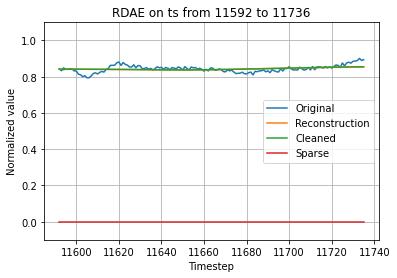 RDAE on ts from 11592 to 11736
Normalized value
1.0
0.8
0.6
0.4
0.2
0.0
Original
Reconstruction
Cleaned
Sparse
11600 11620 11640 11660 11680 11700 11720 11740
Timestep